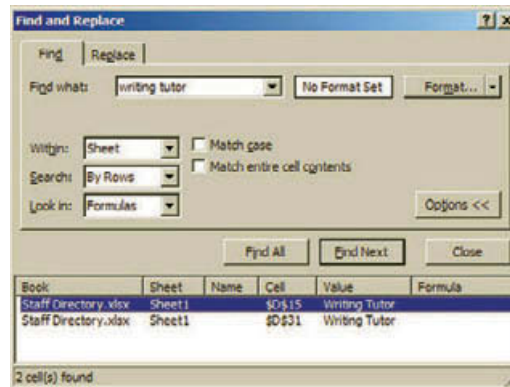 Find and Replace
Find Replace
Find what: writing tutor No Format Set Format...
Within: Sheet Match case
Search: By Rows Match entire cell contents
Look in: Formulas Options <<
Find All Find Next Close
Book Sheet Name Cell Value Formula
Staff Directory.xlsx Sheet1 $D$15 Writing Tutor
Staff Directory.xlsx Sheet1 $D$31 Writing Tutor
2 cell(s) found